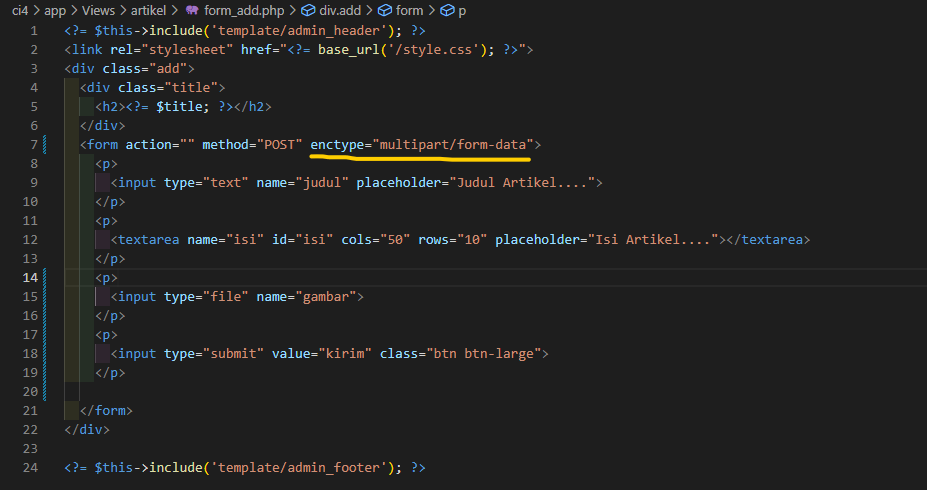 ci4 > app > Views > artikel > form_add.php > div.add > form > p
1 <?= $this->include('template/admin_header'); ?>
2 <link rel="stylesheet" href="<?= base_url('/style.css'); ?>">
3 <div class="add">
4 <div class="title">
5 <h2><?= $title; ?></h2>
6 </div>
7 <form action="" method="POST" enctype="multipart/form-data">
8 <p>
9 <input type="text" name="judul" placeholder="Judul Artikel....">
10 </p>
11 <p>
12 <textarea name="isi" id="isi" cols="50" rows="10" placeholder="Isi Artikel...."></textarea>
13 </p>
14 <p>
15 <input type="file" name="gambar">
16 </p>
17 <p>
18 <input type="submit" value="kirim" class="btn btn-large">
19 </p>
20
21 </form>
22 </div>
23
24 <?= $this->include('template/admin_footer'); ?>